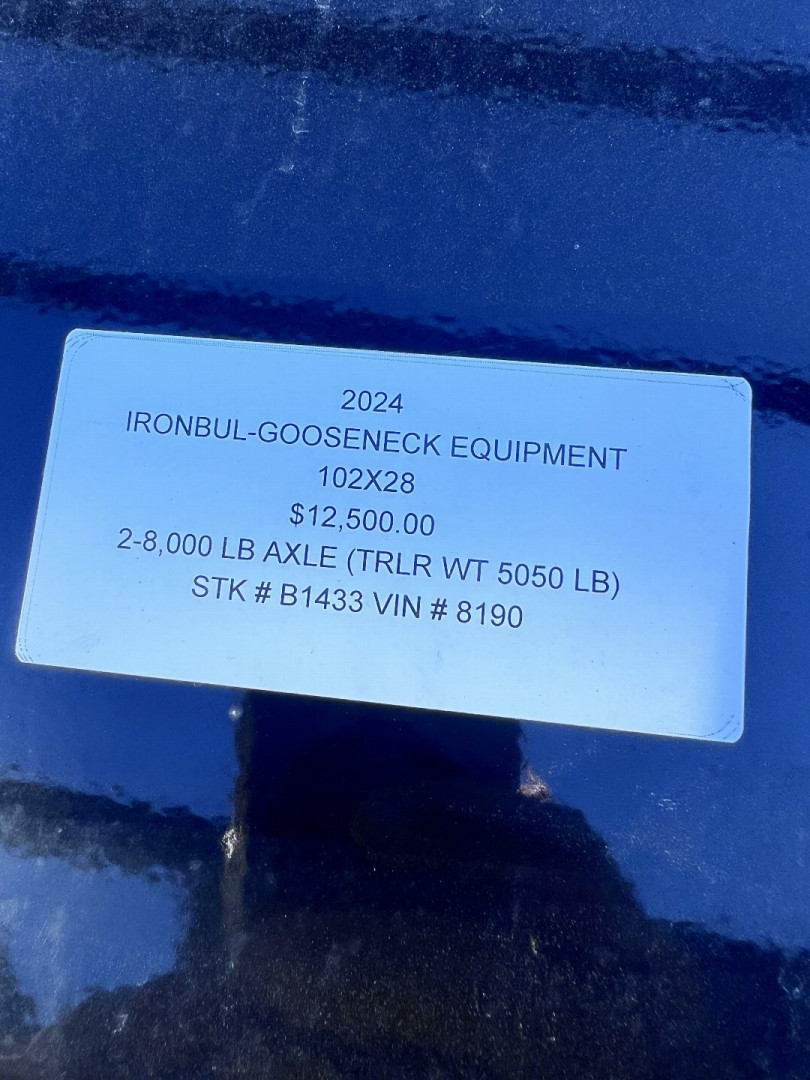 2024
IRONBUL-GOOSENECK EQUIPMENT
102X28
$12,500.00
2-8,000 LB AXLE (TRLR WT 5050 LB)
STK # B1433 VIN # 8190